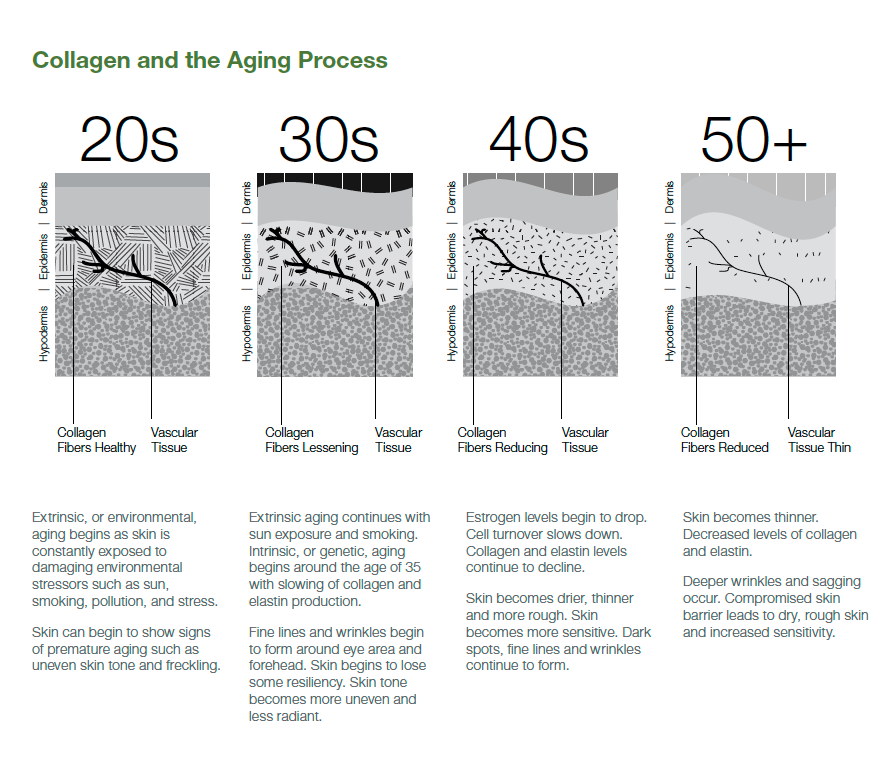 Collagen and the Aging Process
20s
30s
40s
50+
Hypodermis | Epidermis | Dermis
Hypodermis | Epidermis | Dermis
Hypodermis | Epidermis | Dermis
Hypodermis | Epidermis | Dermis
Collagen
Fibers Healthy
Vascular
Tissue
Collagen
Fibers Lessening
Vascular
Tissue
Collagen
Fibers Reducing
Vascular
Tissue
Collagen
Fibers Reduced
Vascular
Tissue Thin
Extrinsic, or environmental,
aging begins as skin is
constantly exposed to
damaging environmental
stressors such as sun,
smoking, pollution, and stress.
Skin can begin to show signs
of premature aging such as
uneven skin tone and freckling.
Extrinsic aging continues with
sun exposure and smoking.
Intrinsic, or genetic, aging
begins around the age of 35
with slowing of collagen and
elastin production.
Fine lines and wrinkles begin
to form around eye area and
forehead. Skin begins to lose
some resiliency. Skin tone
becomes more uneven and
less radiant.
Estrogen levels begin to drop.
Cell turnover slows down.
Collagen and elastin levels
continue to decline.
Skin becomes drier, thinner
and more rough. Skin
becomes more sensitive. Dark
spots, fine lines and wrinkles
continue to form.
Skin becomes thinner.
Decreased levels of collagen
and elastin.
Deeper wrinkles and sagging
occur. Compromised skin
barrier leads to dry, rough skin
and increased sensitivity.